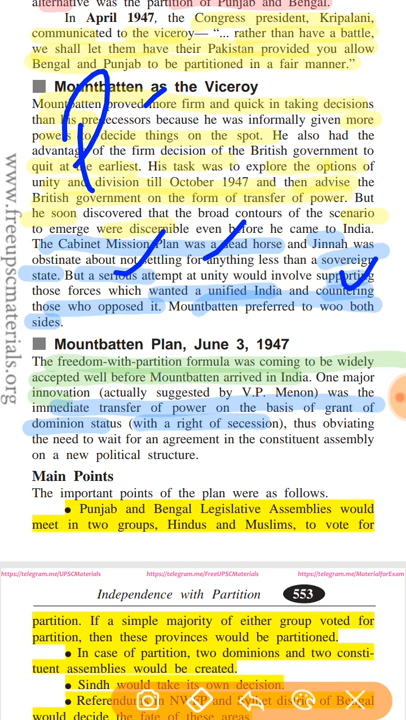 alternative was the partition of Punjab and Bengal.
In April 1947, the Congress president, Kripalani,
communicated to the viceroy— “... rather than have a battle,
we shall let them have their Pakistan provided you allow
Bengal and Punjab to be partitioned in a fair manner.”
Mountbatten as the Viceroy
Mountbatten proved more firm and quick in taking decisions
than his predecessors because he was informally given more
powers to decide things on the spot. He also had the
advantage of the firm decision of the British government to
quit at the earliest. His task was to explore the options of
unity and division till October 1947 and then advise the
British government on the form of transfer of power. But
he soon discovered that the broad contours of the scenario
to emerge were discernible even before he came to India.
The Cabinet Mission Plan was a dead horse and Jinnah was
obstinate about not settling for anything less than a sovereign
state. But a serious attempt at unity would involve supporting
those forces which wanted a unified India and countering
those who opposed it. Mountbatten preferred to woo both
sides.
Mountbatten Plan, June 3, 1947
The freedom-with-partition formula was coming to be widely
accepted well before Mountbatten arrived in India. One major
innovation (actually suggested by V.P. Menon) was the
immediate transfer of power on the basis of grant of
dominion status (with a right of secession), thus obviating
the need to wait for an agreement in the constituent assembly
on a new political structure.
Main Points
The important points of the plan were as follows.
● Punjab and Bengal Legislative Assemblies would
meet in two groups, Hindus and Muslims, to vote for
www.freeupscmaterials.org
https://telegram.me/UPSCMaterials https://telegram.me/FreeUPSCMaterials https://telegram.me/MaterialforExam
Independence with Partition 553
partition. If a simple majority of either group voted for
partition, then these provinces would be partitioned.
● In case of partition, two dominions and two consti-
tuent assemblies would be created.
● Sindh would take its own decision.
● Referendum in NWFP and Sylhet district of Bengal
would decide the fate of these areas.